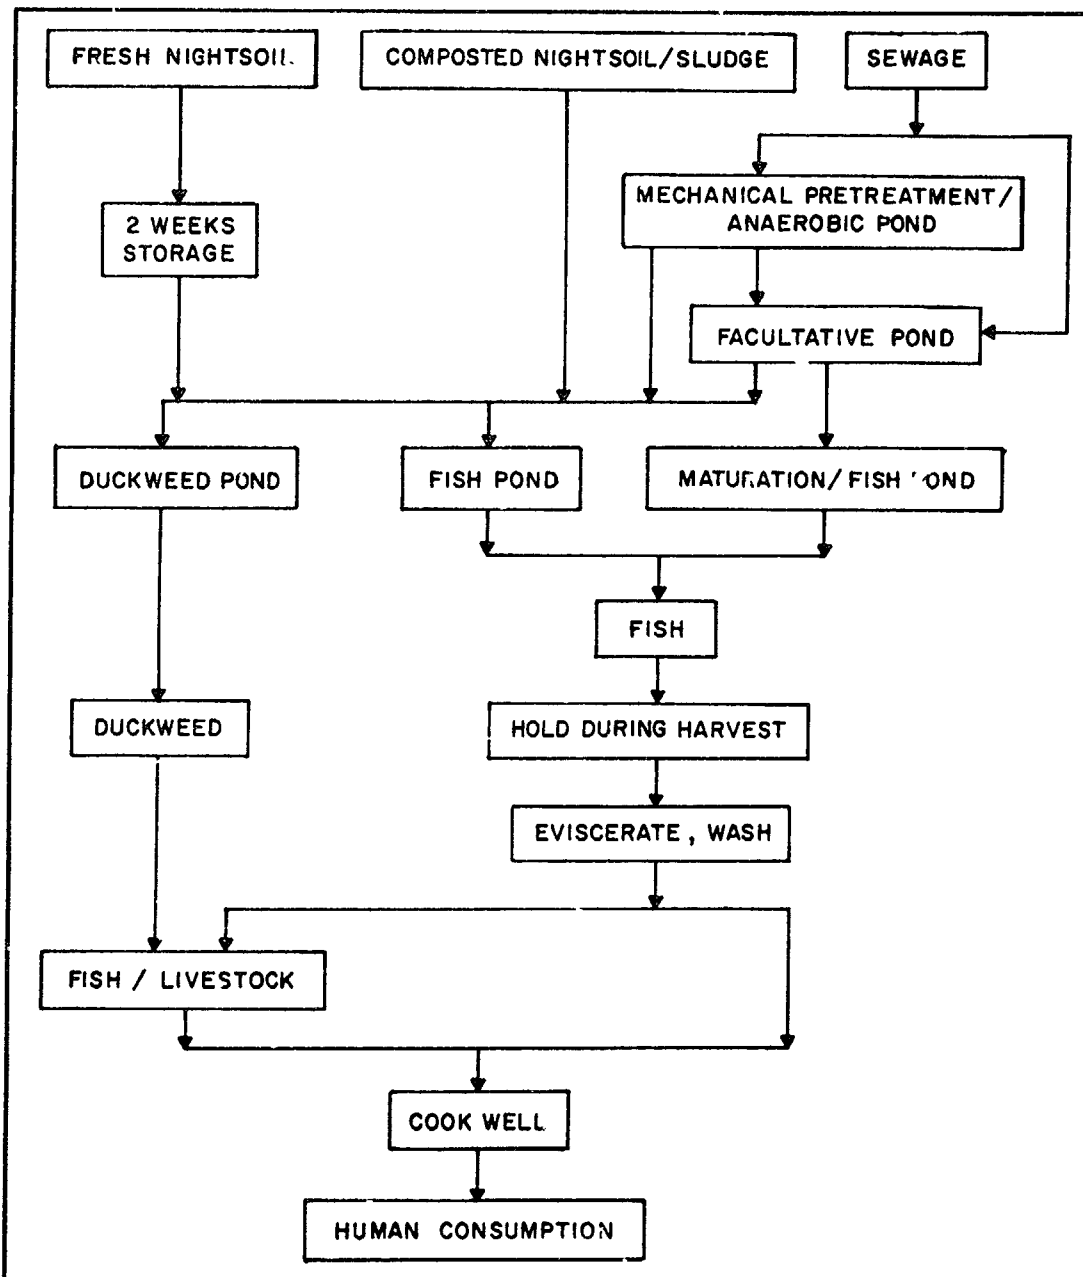 FRESH NIGHTSOIL
COMPOSTED NIGHTSOIL/SLUDGE
SEWAGE
MECHANICAL PRETREATMENT/
ANAEROBIC POND
2 WEEKS
STORAGE
FACULTATIVE POND
DUCKWEED POND
FISH POND
MATURATION/ FISH POND
FISH
DUCKWEED
HOLD DURING HARVEST
EVISCERATE, WASH
FISH / LIVESTOCK
COOK WELL
HUMAN CONSUMPTION